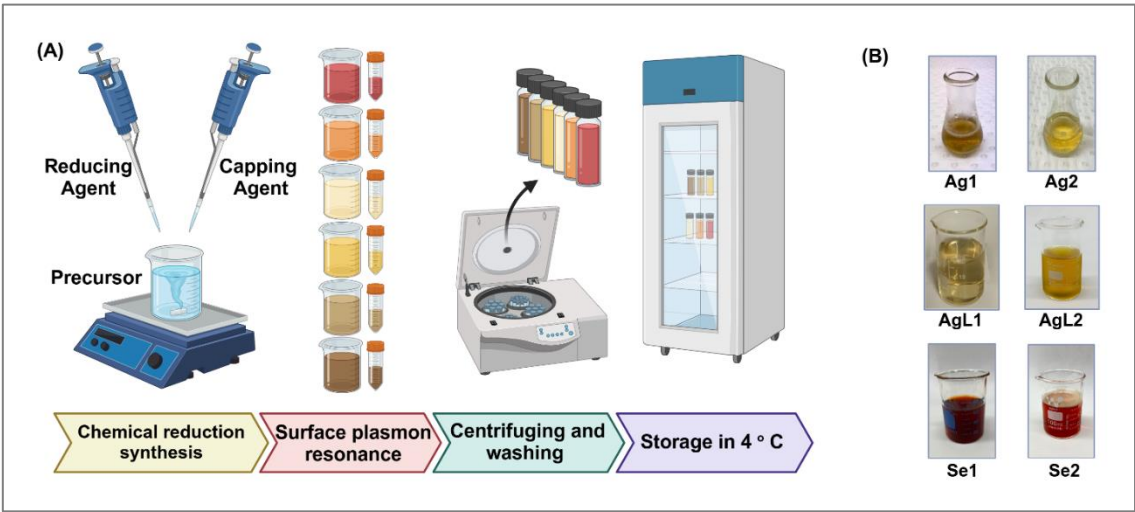 (A)
Reducing
Agent
Capping
Agent
Precursor
Chemical reduction
synthesis
Surface plasmon
resonance
Centrifuging and
washing
Storage in 4 ° C
(B)
Ag1
Ag2
AgL1
AgL2
Se1
Se2